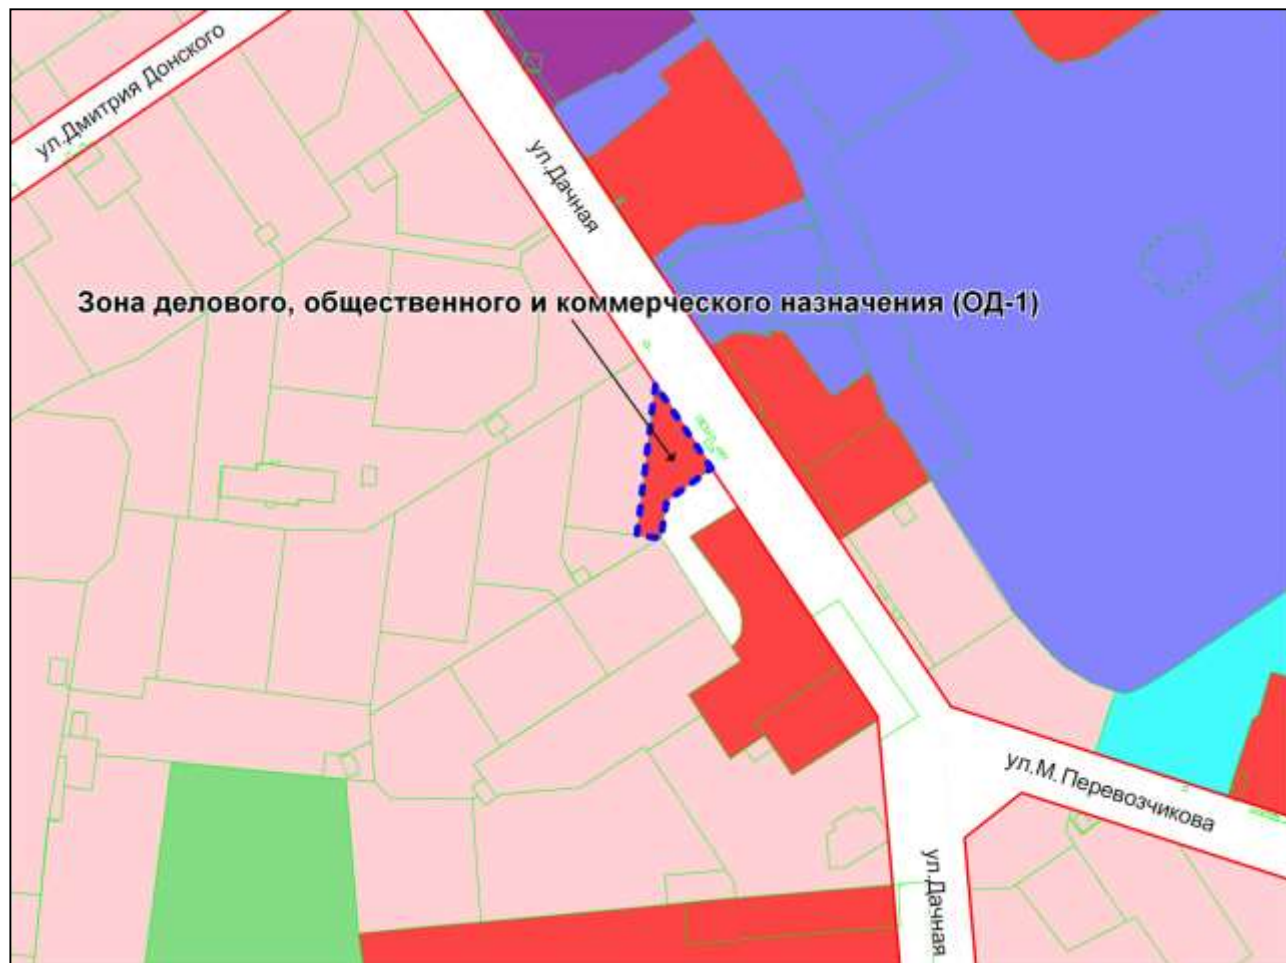 ул.Дмитрия Донского
ул.Дачная
Зона делового, общественного и коммерческого назначения (ОД-1)
ул.М. Перевозчикова
ул.Дачная